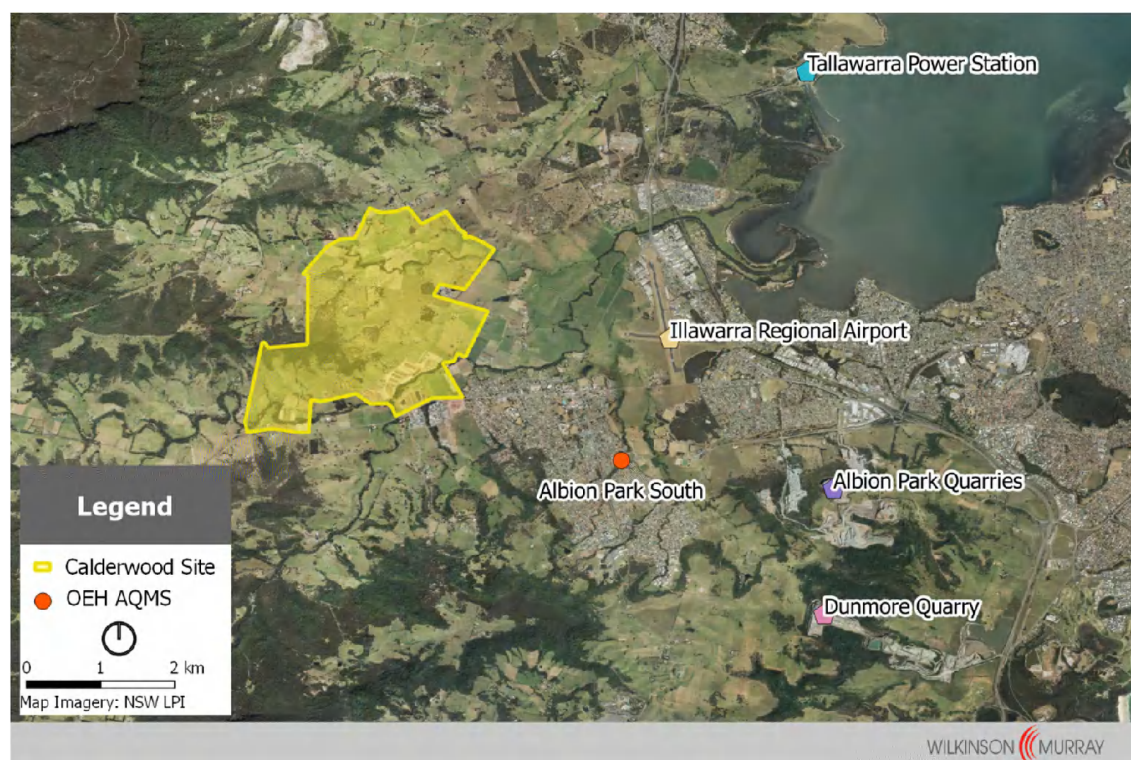 Tallawarra Power Station
Illawarra Regional Airport
Albion Park South
Albion Park Quarries
Dunmore Quarry
Legend
Calderwood Site
OEH AQMS
0 1 2 km
Map Imagery: NSW LPI
WILKINSON MURRAY